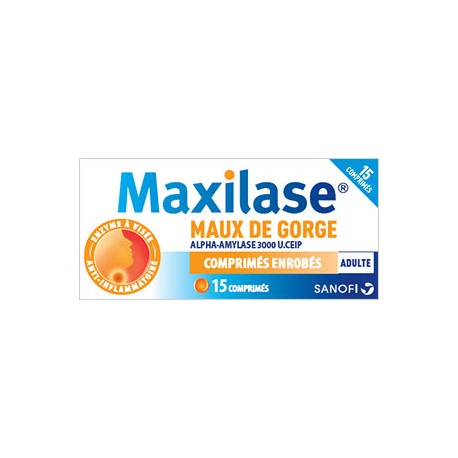 15
COMPRIMÉS
Maxilase®
MAUX DE GORGE
ALPHA-AMYLASE 3000 U.CEIP
COMPRIMÉS ENROBÉS
ADULTE
15 COMPRIMÉS
SANOFI
ENZYME À VISÉE
ANTI-INFLAMMATOIRE